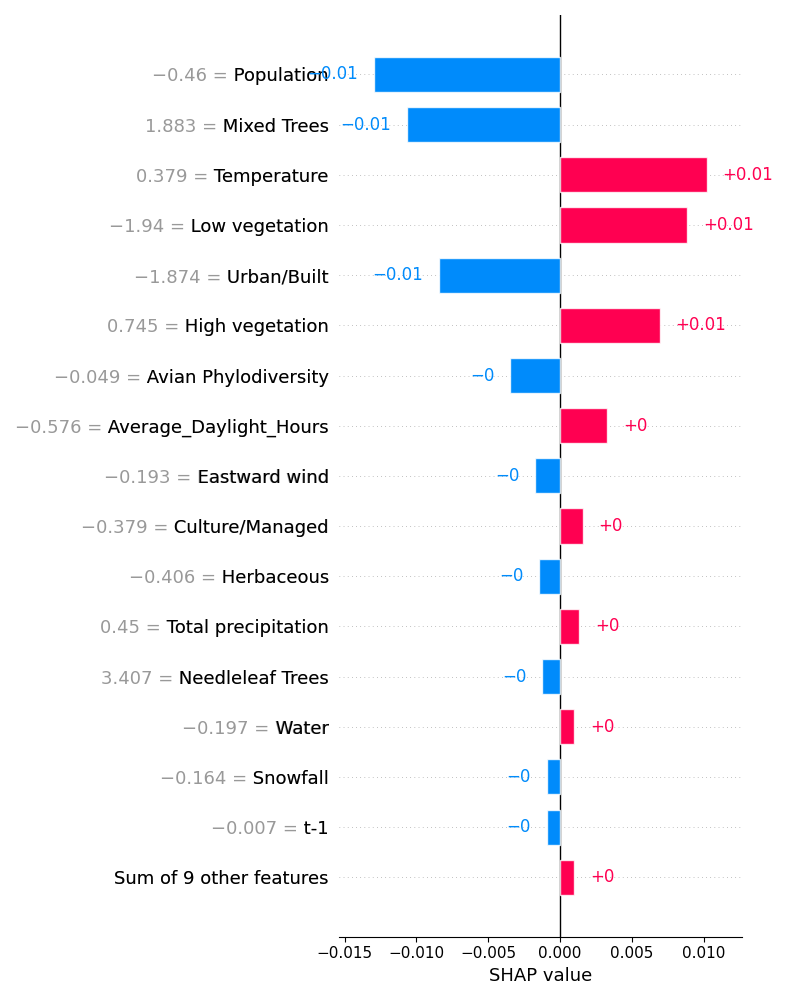 −0.46 = Population −0.01
1.883 = Mixed Trees −0.01
0.379 = Temperature +0.01
−1.94 = Low vegetation +0.01
−1.874 = Urban/Built −0.01
0.745 = High vegetation +0.01
−0.049 = Avian Phylodiversity −0
−0.576 = Average_Daylight_Hours +0
−0.193 = Eastward wind −0
−0.379 = Culture/Managed +0
−0.406 = Herbaceous −0
0.45 = Total precipitation +0
3.407 = Needleleaf Trees −0
−0.197 = Water +0
−0.164 = Snowfall −0
−0.007 = t-1 −0
Sum of 9 other features +0
−0.015 −0.010 −0.005 0.000 0.005 0.010
SHAP value